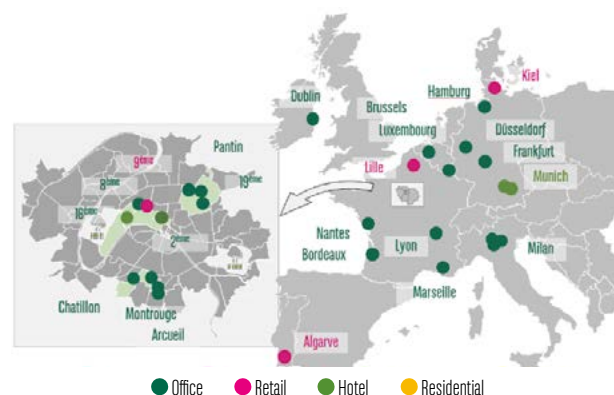 Kiel
Dublin
Hamburg
Brussels
Luxembourg
Düsseldorf
Frankfurt
Lille
Munich
Pantin
9ème
8ème
19ème
16ème
2ème
Nantes
Lyon
Bordeaux
Milan
Marseille
Chatillon
Montrouge
Arcueil
Algarve
Office
Retail
Hotel
Residential